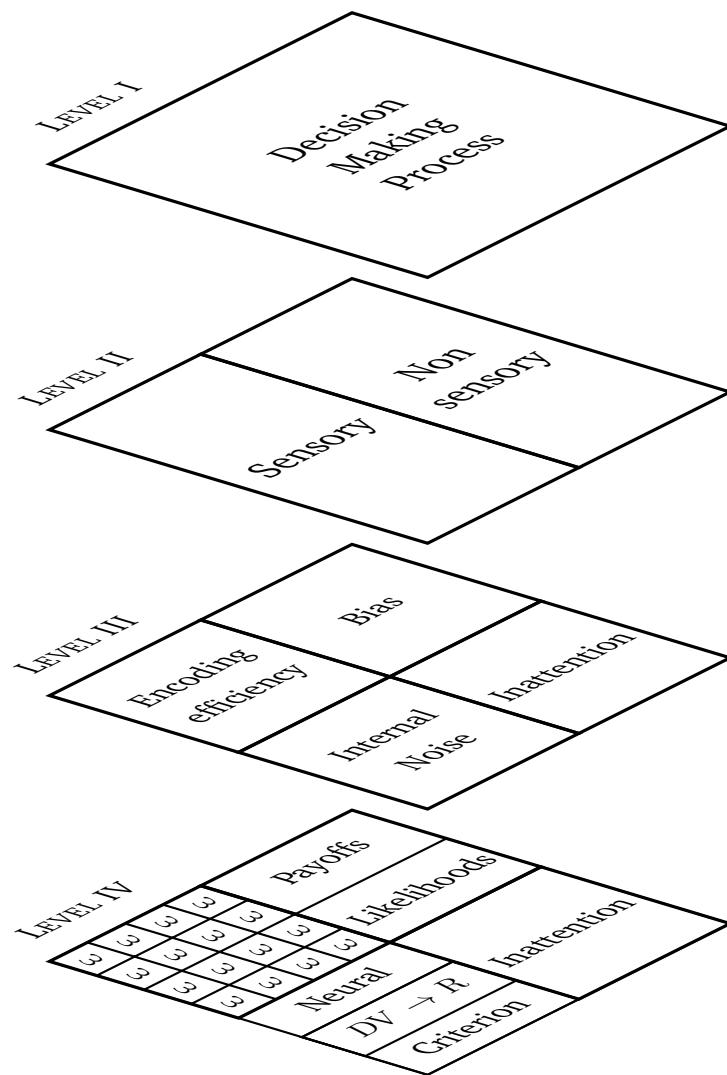 LEVEL I
Decision
Making
Process
LEVEL II
Non
sensory
Sensory
LEVEL III
Bias
Encoding
efficiency
Inattention
Internal
Noise
LEVEL IV
Payoffs
Likelihoods
ω ω ω ω
ω ω ω ω
ω ω ω ω
ω ω ω ω
Inattention
Neural
DV → R
Criterion